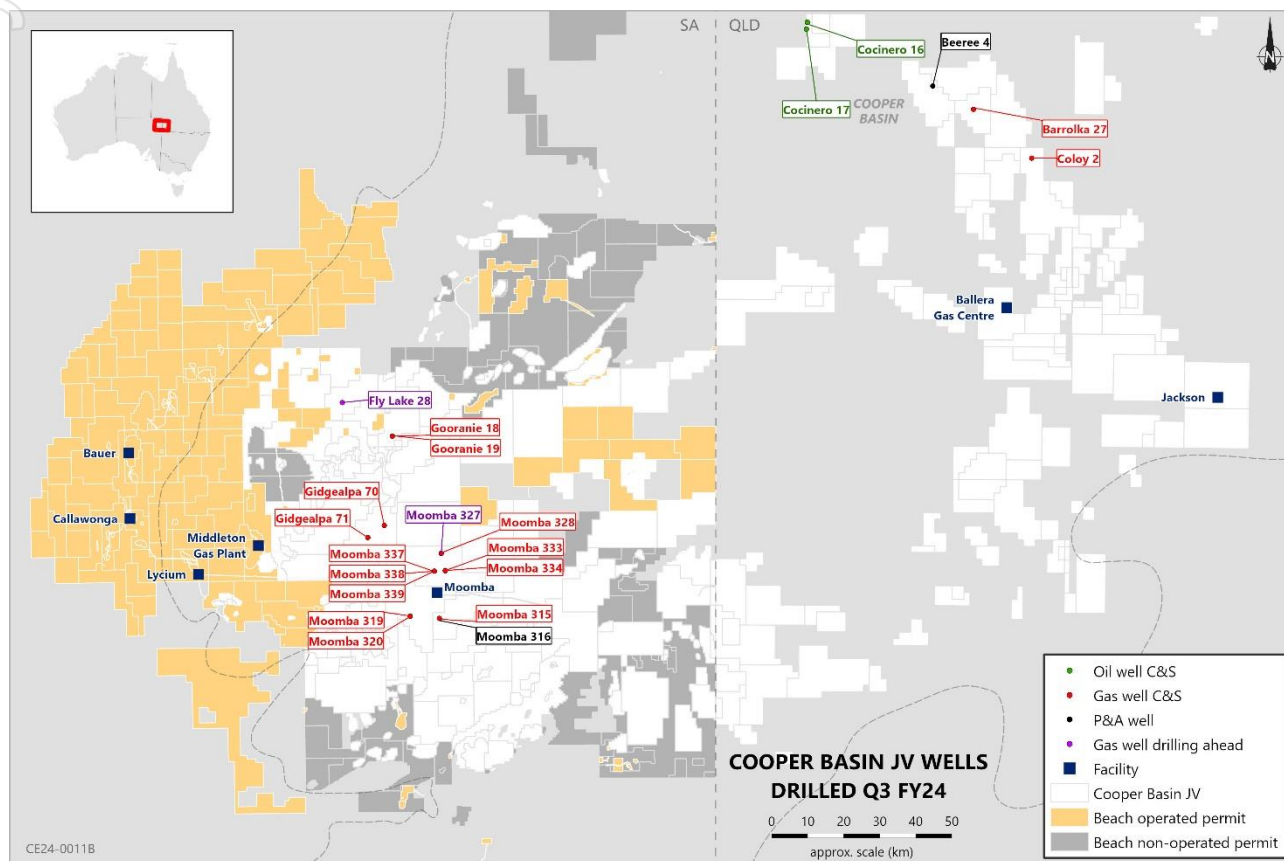 SA
QLD
Cocinero 16
Beeree 4
Cocinero 17
COOPER
BASIN
Barrolka 27
Coloy 2
Ballera
Gas Centre
Jackson
Fly Lake 28
Gooranie 18
Gooranie 19
Bauer
Gidgealpa 70
Moomba 327
Callawonga
Gidgealpa 71
Moomba 328
Middleton
Gas Plant
Moomba 337
Moomba 333
Moomba 338
Moomba 334
Lycium
Moomba 339
Moomba
Moomba 319
Moomba 315
Moomba 320
Moomba 316
N
Oil well C&S
Gas well C&S
P&A well
Gas well drilling ahead
Facility
Cooper Basin JV
Beach operated permit
Beach non-operated permit
COOPER BASIN JV WELLS
DRILLED Q3 FY24
0 10 20 30 40 50
approx. scale (km)
CE24-0011B